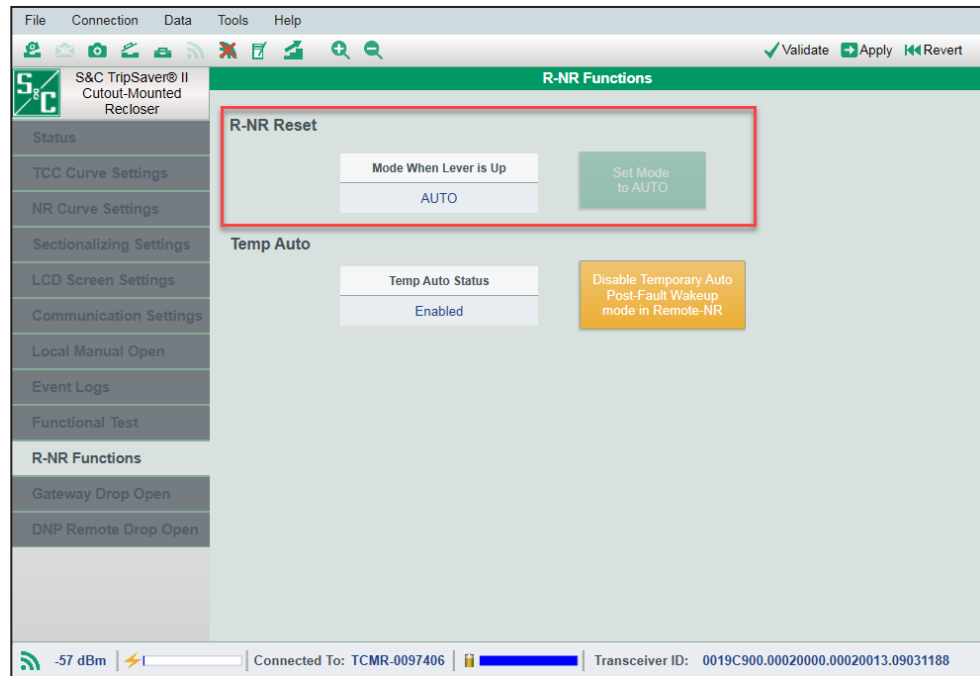 File Connection Data Tools Help
Validate Apply Revert
S&C
S&C TripSaver® II
Cutout-Mounted
Recloser
R-NR Functions
Status
TCC Curve Settings
NR Curve Settings
Sectionalizing Settings
LCD Screen Settings
Communication Settings
Local Manual Open
Event Logs
Functional Test
R-NR Functions
Gateway Drop Open
DNP Remote Drop Open
R-NR Reset
Mode When Lever is Up
AUTO
Set Mode
to AUTO
Temp Auto
Temp Auto Status
Enabled
Disable Temporary Auto
Post-Fault Wakeup
mode in Remote-NR
-57 dBm Connected To: TCMR-0097406 Transceiver ID: 0019C900.00020000.00020013.09031188